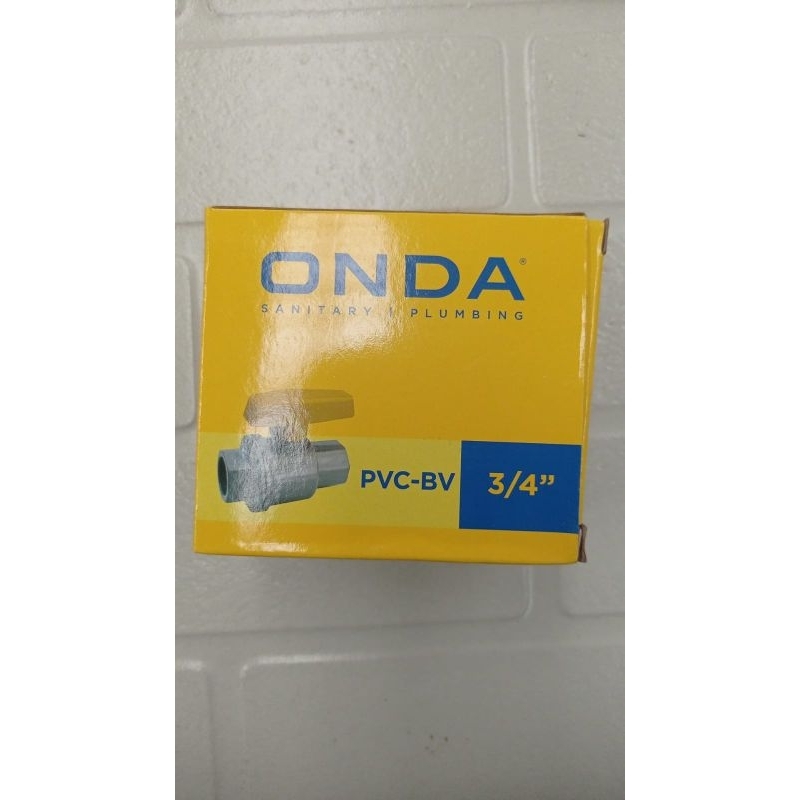 ONDA®
SANITARY | PLUMBING
PVC-BV
3/4”